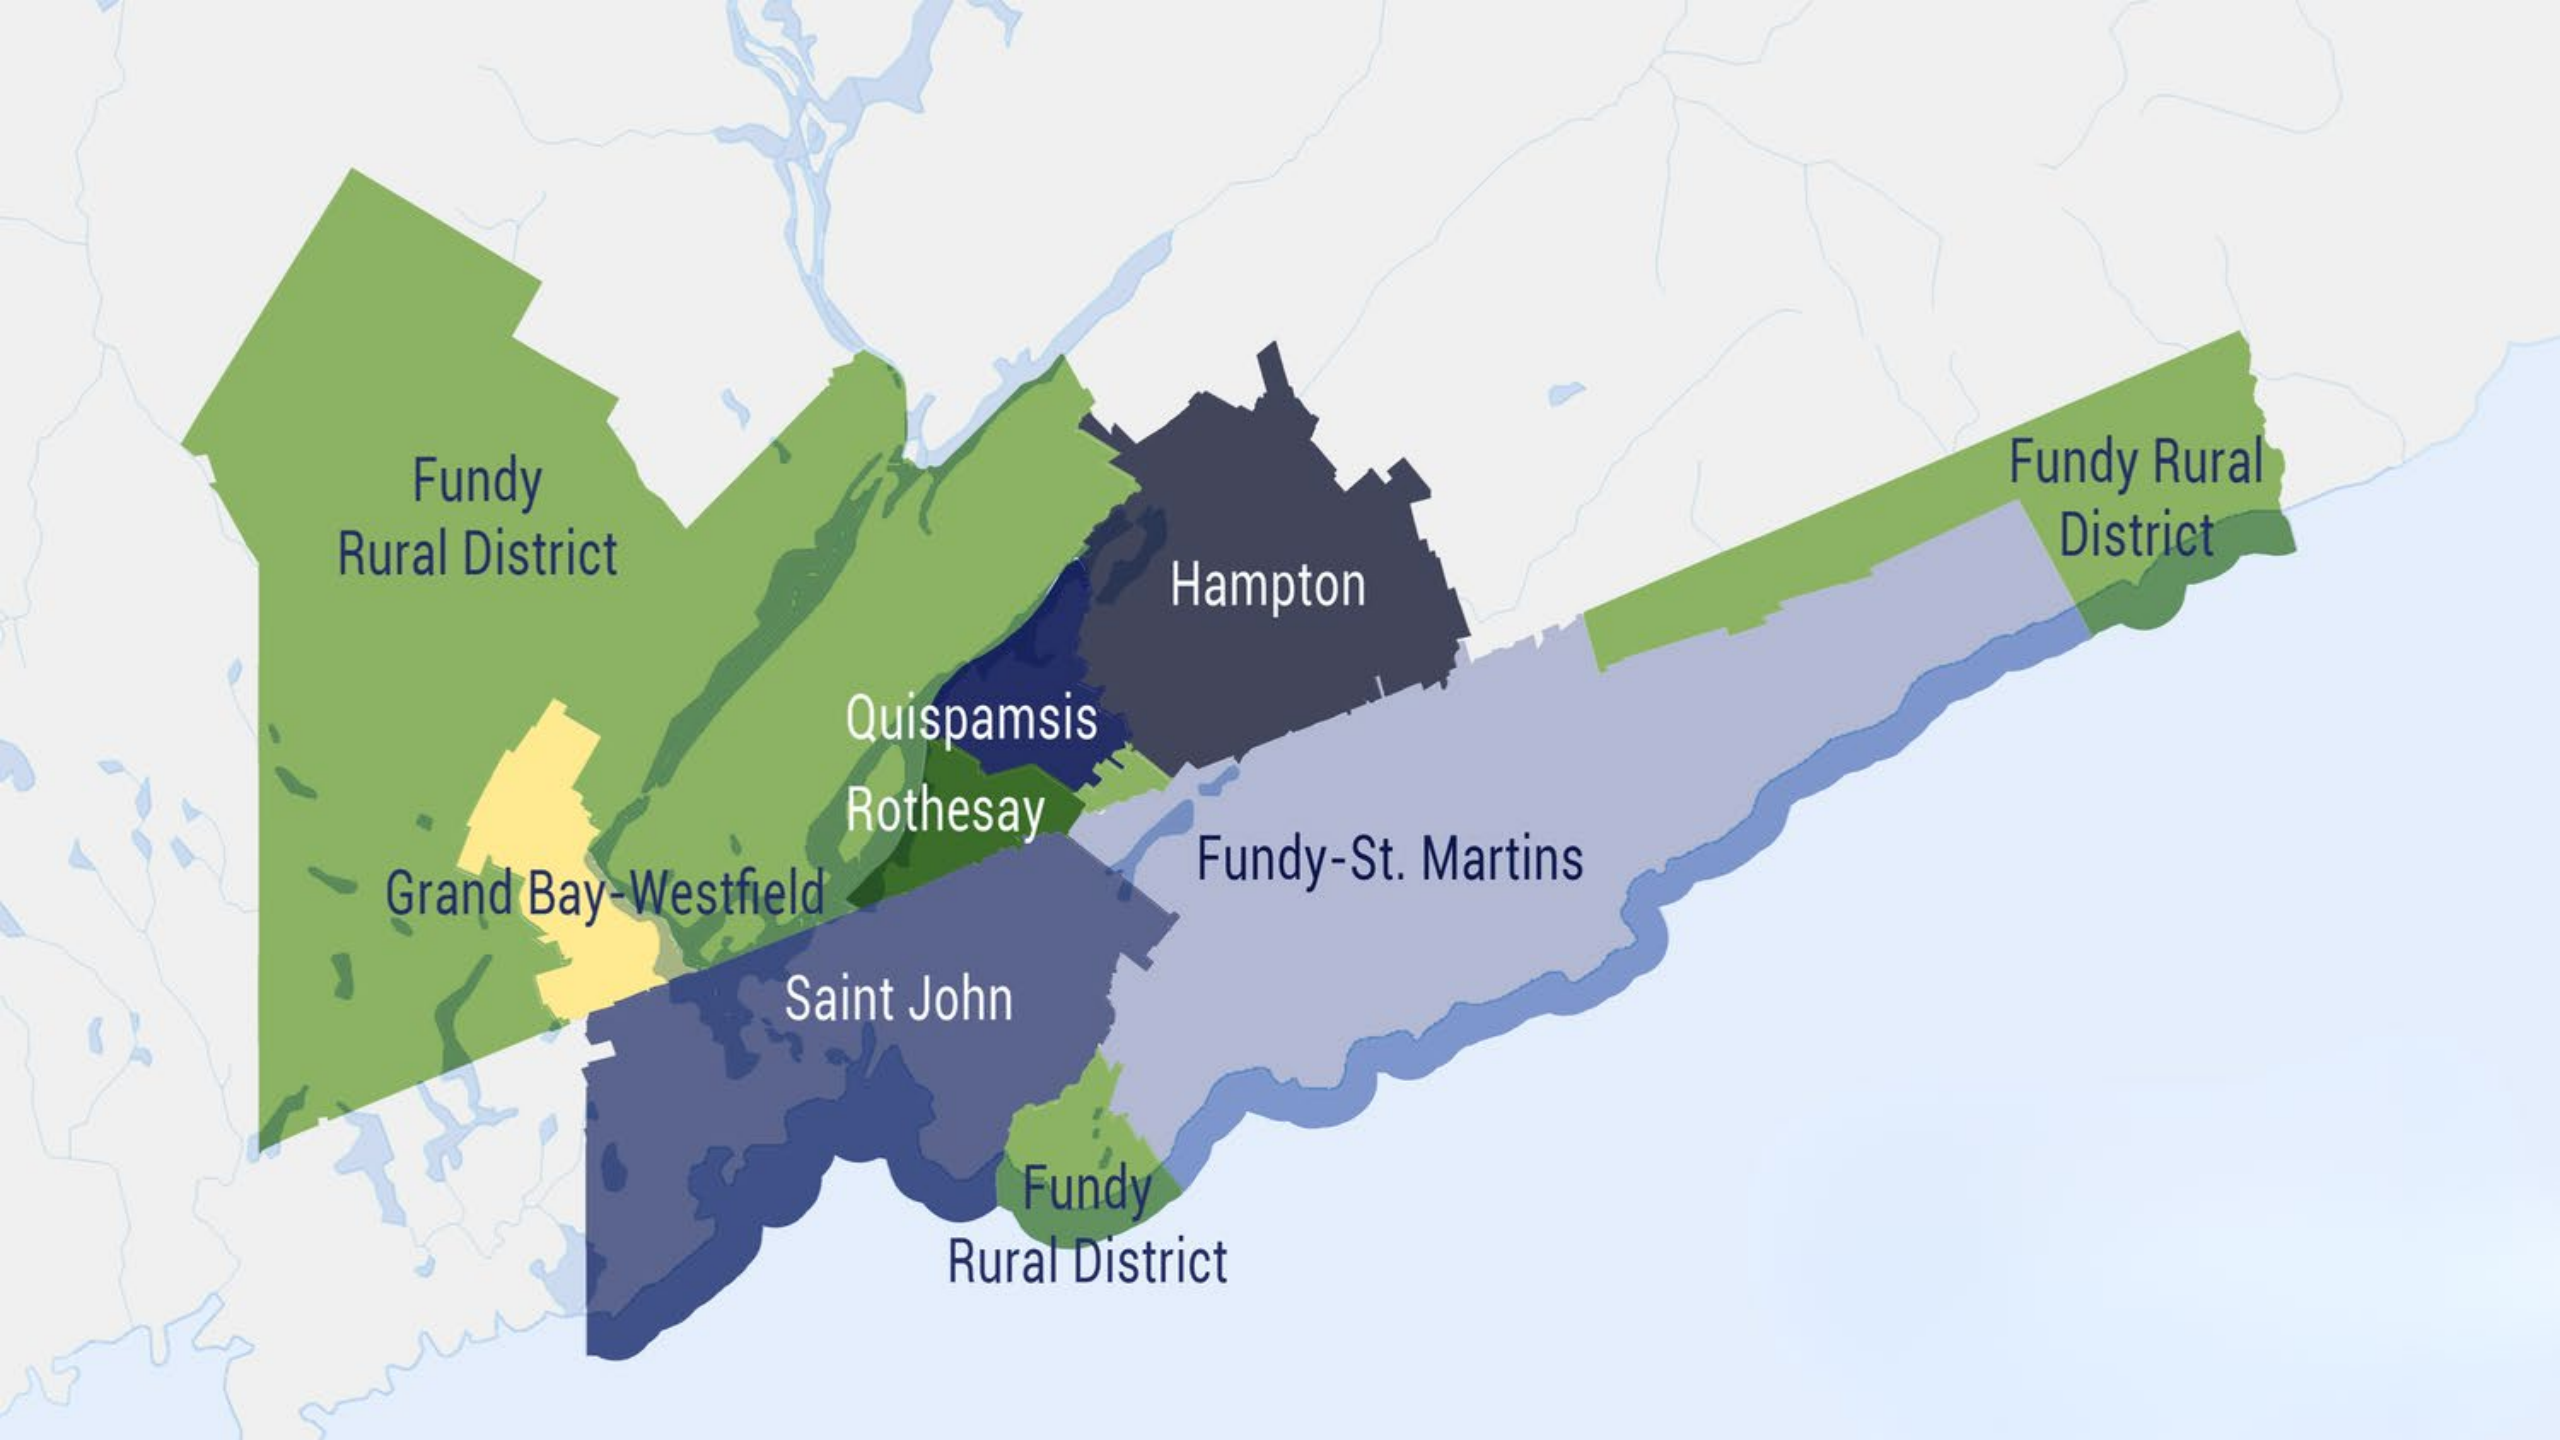 Fundy
Rural District
Fundy Rural
District
Hampton
Quispamsis
Rothesay
Fundy-St. Martins
Grand Bay-Westfield
Saint John
Fundy
Rural District